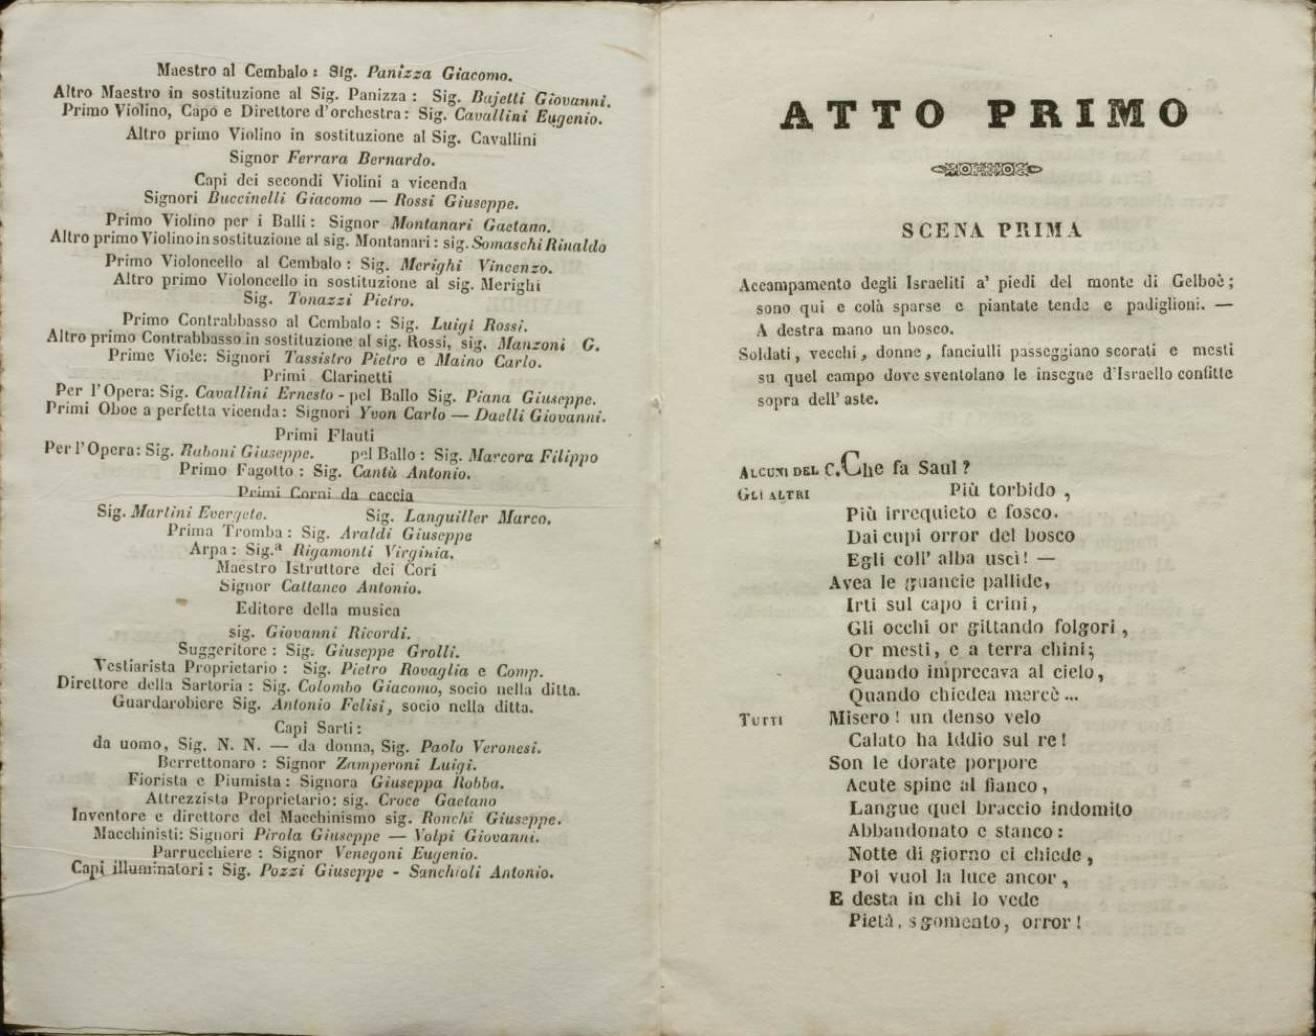 Maestro al Cembalo: Sig. Panizza Giacomo.
Altro Maestro in sostituzione al Sig. Panizza: Sig. Bajetti Giovanni.
Primo Violino, Capo e Direttore d'orchestra: Sig. Cavallini Eugenio.
Altro primo Violino in sostituzione al Sig. Cavallini
Signor Ferrara Bernardo.
Capi dei secondi Violini a vicenda
Signori Buccinelli Giacomo — Rossi Giuseppe.
Primo Violino per i Balli: Signor Montanari Gaetano.
Altro primo Violino in sostituzione al sig. Montanari: sig. Somaschi Rinaldo
Primo Violoncello al Cembalo: Sig. Merighi Vincenzo.
Altro primo Violoncello in sostituzione al sig. Merighi
Sig. Tonazzi Pietro.
Primo Contrabbasso al Cembalo: Sig. Luigi Rossi.
Altro primo Contrabbasso in sostituzione al sig. Rossi, sig. Manzoni G.
Prime Viole: Signori Tassistro Pietro e Maino Carlo.
Primi Clarinetti
Per l'Opera: Sig. Cavallini Ernesto - pel Ballo Sig. Piana Giuseppe.
Primi Oboe a perfetta vicenda: Signori Yvon Carlo — Daelli Giovanni.
Primi Flauti
Per l'Opera: Sig. Raboni Giuseppe. pel Ballo: Sig. Marcora Filippo
Primo Fagotto: Sig. Cantù Antonio.
Primi Corni da caccia
Sig. Martini Evergete. Sig. Languiller Marco.
Prima Tromba: Sig. Araldi Giuseppe
Arpa: Sig.a Rigamonti Virginia.
Maestro Istruttore dei Cori
Signor Cattaneo Antonio.
Editore della musica
sig. Giovanni Ricordi.
Suggeritore: Sig. Giuseppe Grolli.
Vestiarista Proprietario: Sig. Pietro Rovaglia e Comp.
Direttore della Sartoria: Sig. Colombo Giacomo, socio nella ditta.
Guardarobiere Sig. Antonio Felisi, socio nella ditta.
Capi Sarti:
da uomo, Sig. N. N. — da donna, Sig. Paolo Veronesi.
Berrettonaro: Signor Zamperoni Luigi.
Fiorista e Piumista: Signora Giuseppa Robba.
Attrezzista Proprietario: sig. Croce Gaetano
Inventore e direttore del Macchinismo sig. Ronchi Giuseppe.
Macchinisti: Signori Pirola Giuseppe — Volpi Giovanni.
Parrucchiere: Signor Venegoni Eugenio.
Capi illuminatori: Sig. Pozzi Giuseppe - Sanchioli Antonio.
ATTO PRIMO
SCENA PRIMA
Accampamento degli Israeliti a' piedi del monte di Gelboè;
sono qui e colà sparse e piantate tende e padiglioni. —
A destra mano un bosco.
Soldati, vecchi, donne, fanciulli passeggiano scorati e mesti
su quel campo dove sventolano le insegne d'Israello confitte
sopra dell' aste.
ALCUNI DEL C. Che fa Saul?
GLI ALTRI Più torbido,
Più irrequieto e fosco.
Dai cupi orror del bosco
Egli coll' alba uscì! —
Avea le guancie pallide,
Irti sul capo i crini,
Gli occhi or gittando folgori,
Or mesti, e a terra chini;
Quando imprecava al cielo,
Quando chiedea mercè...
TUTTI Misero! un denso velo
Calato ha Iddio sul re!
Son le dorate porpore
Acute spine al fianco,
Langue quel braccio indomito
Abbandonato e stanco:
Notte di giorno ei chiede,
Poi vuol la luce ancor,
E desta in chi lo vede
Pietà, sgomento, orror!